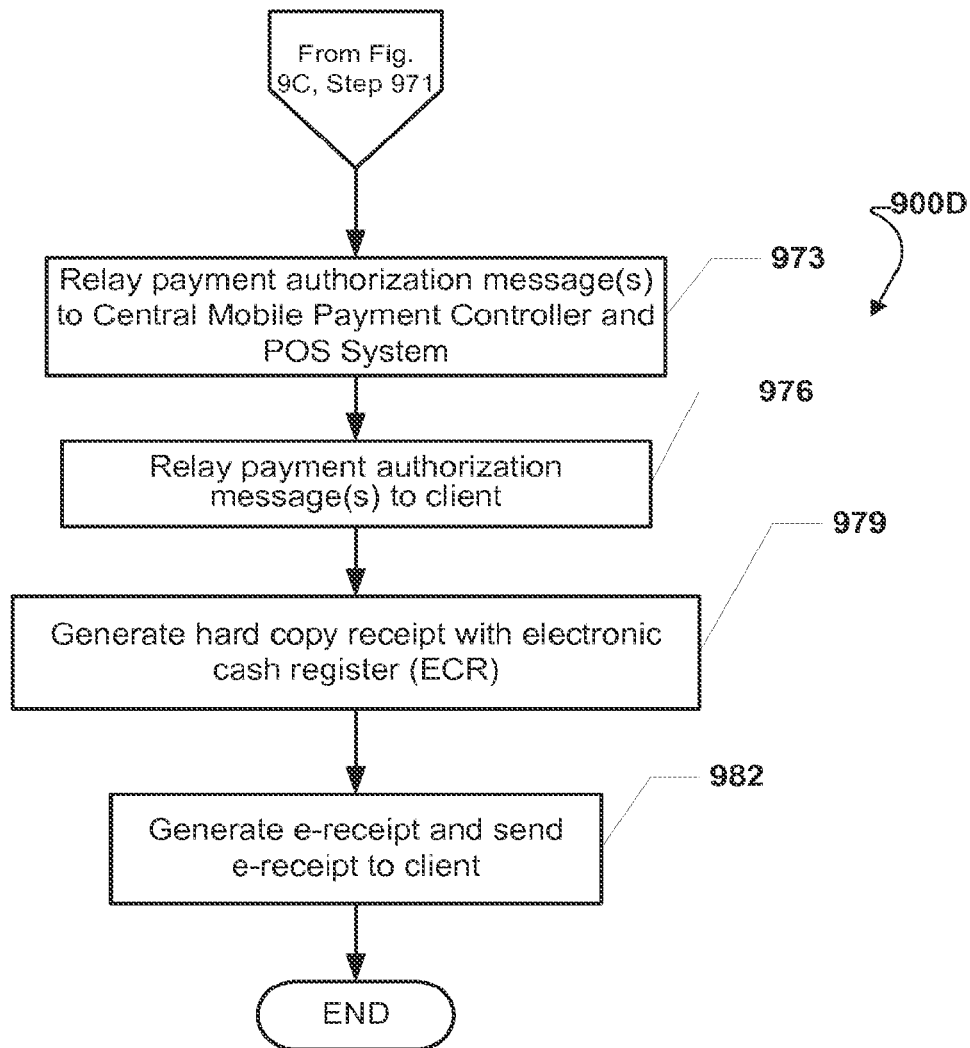 From Fig.
9C, Step 971
900D
973
Relay payment authorization message(s)
to Central Mobile Payment Controller and
POS System
976
Relay payment authorization
message(s) to client
979
Generate hard copy receipt with electronic
cash register (ECR)
982
Generate e-receipt and send
e-receipt to client
END